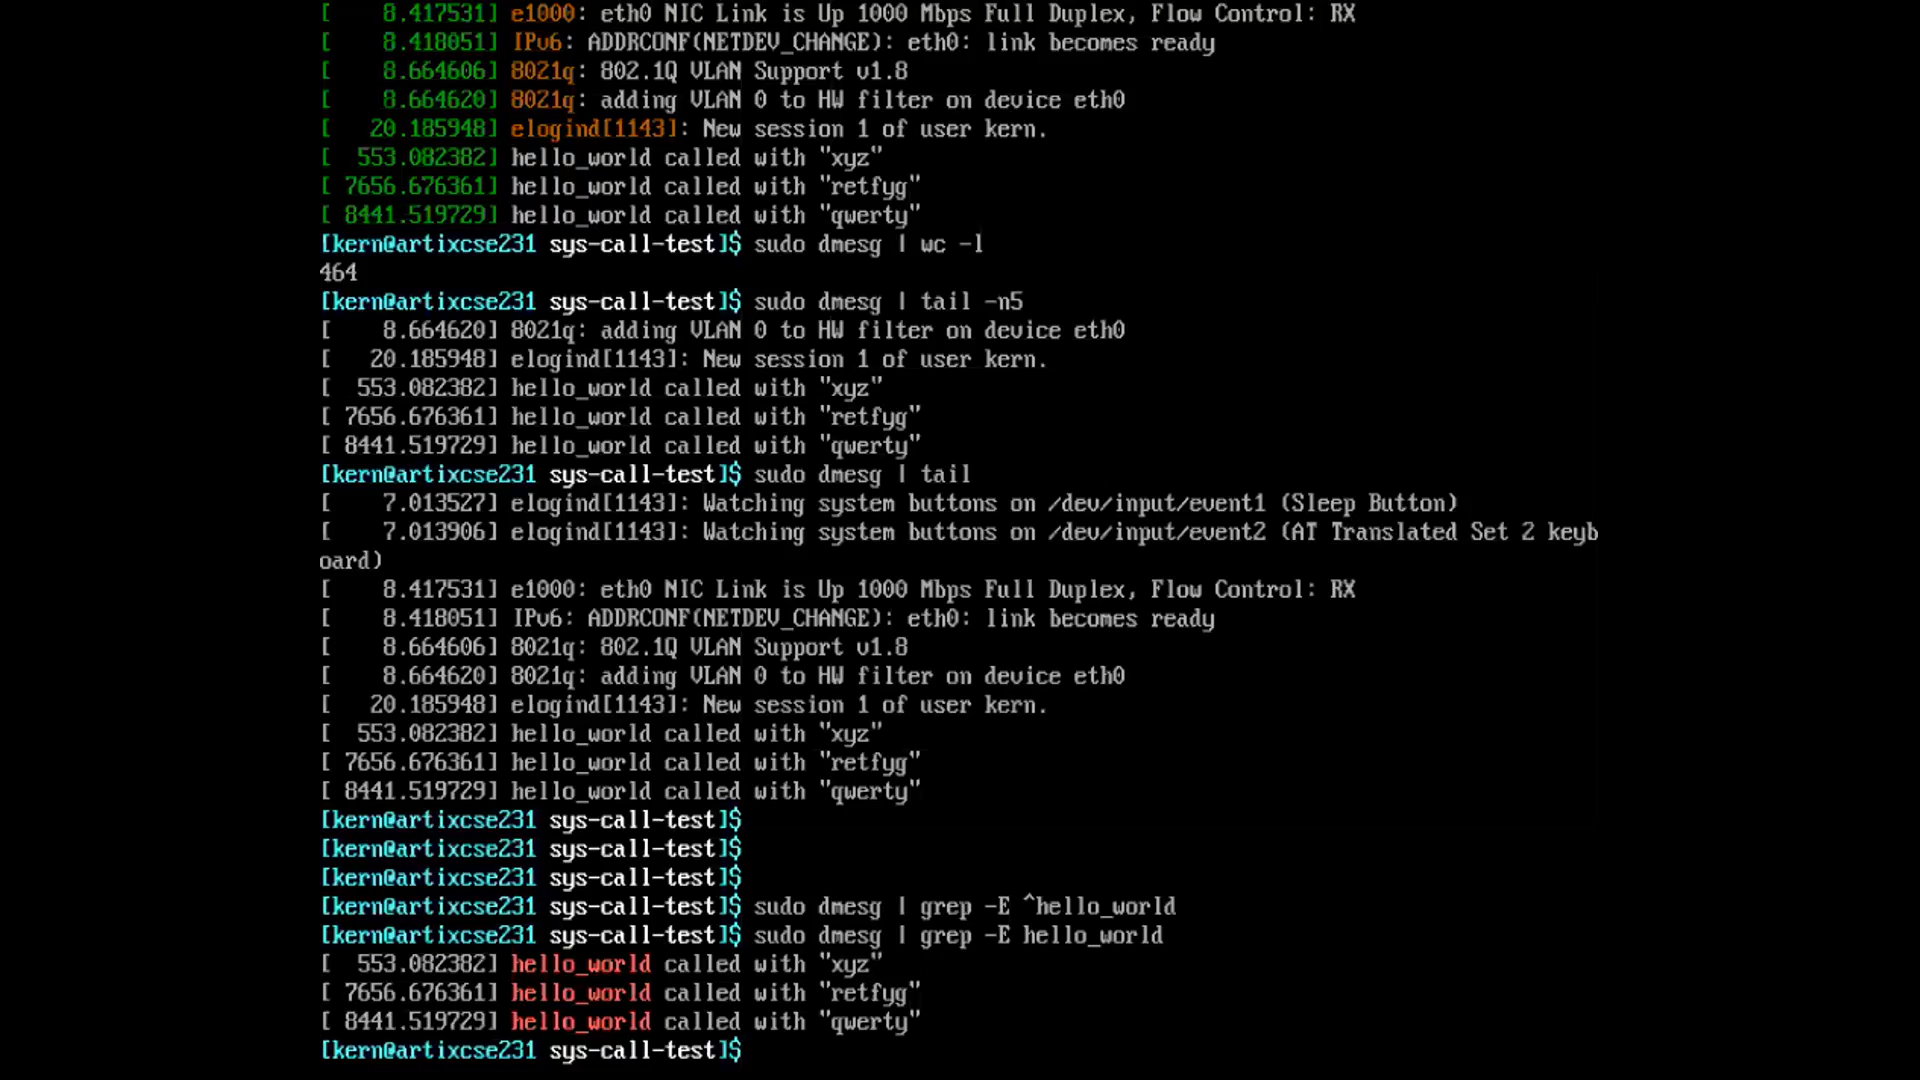 [    8.417531] e1000: eth0 NIC Link is Up 1000 Mbps Full Duplex, Flow Control: RX
[    8.418051] IPv6: ADDRCONF(NETDEV_CHANGE): eth0: link becomes ready
[    8.664606] 8021q: 802.1Q VLAN Support v1.8
[    8.664620] 8021q: adding VLAN 0 to HW filter on device eth0
[   20.185948] elogind[1143]: New session 1 of user kern.
[  553.082382] hello_world called with "xyz"
[ 7656.676361] hello_world called with "retfyg"
[ 8441.519729] hello_world called with "qwerty"
[kern@artixcse231 sys-call-test]$ sudo dmesg | wc -l
464
[kern@artixcse231 sys-call-test]$ sudo dmesg | tail -n5
[    8.664620] 8021q: adding VLAN 0 to HW filter on device eth0
[   20.185948] elogind[1143]: New session 1 of user kern.
[  553.082382] hello_world called with "xyz"
[ 7656.676361] hello_world called with "retfyg"
[ 8441.519729] hello_world called with "qwerty"
[kern@artixcse231 sys-call-test]$ sudo dmesg | tail
[    7.013527] elogind[1143]: Watching system buttons on /dev/input/event1 (Sleep Button)
[    7.013906] elogind[1143]: Watching system buttons on /dev/input/event2 (AT Translated Set 2 keyb
oard)
[    8.417531] e1000: eth0 NIC Link is Up 1000 Mbps Full Duplex, Flow Control: RX
[    8.418051] IPv6: ADDRCONF(NETDEV_CHANGE): eth0: link becomes ready
[    8.664606] 8021q: 802.1Q VLAN Support v1.8
[    8.664620] 8021q: adding VLAN 0 to HW filter on device eth0
[   20.185948] elogind[1143]: New session 1 of user kern.
[  553.082382] hello_world called with "xyz"
[ 7656.676361] hello_world called with "retfyg"
[ 8441.519729] hello_world called with "qwerty"
[kern@artixcse231 sys-call-test]$
[kern@artixcse231 sys-call-test]$
[kern@artixcse231 sys-call-test]$
[kern@artixcse231 sys-call-test]$ sudo dmesg | grep -E ^hello_world
[kern@artixcse231 sys-call-test]$ sudo dmesg | grep -E hello_world
[  553.082382] hello_world called with "xyz"
[ 7656.676361] hello_world called with "retfyg"
[ 8441.519729] hello_world called with "qwerty"
[kern@artixcse231 sys-call-test]$